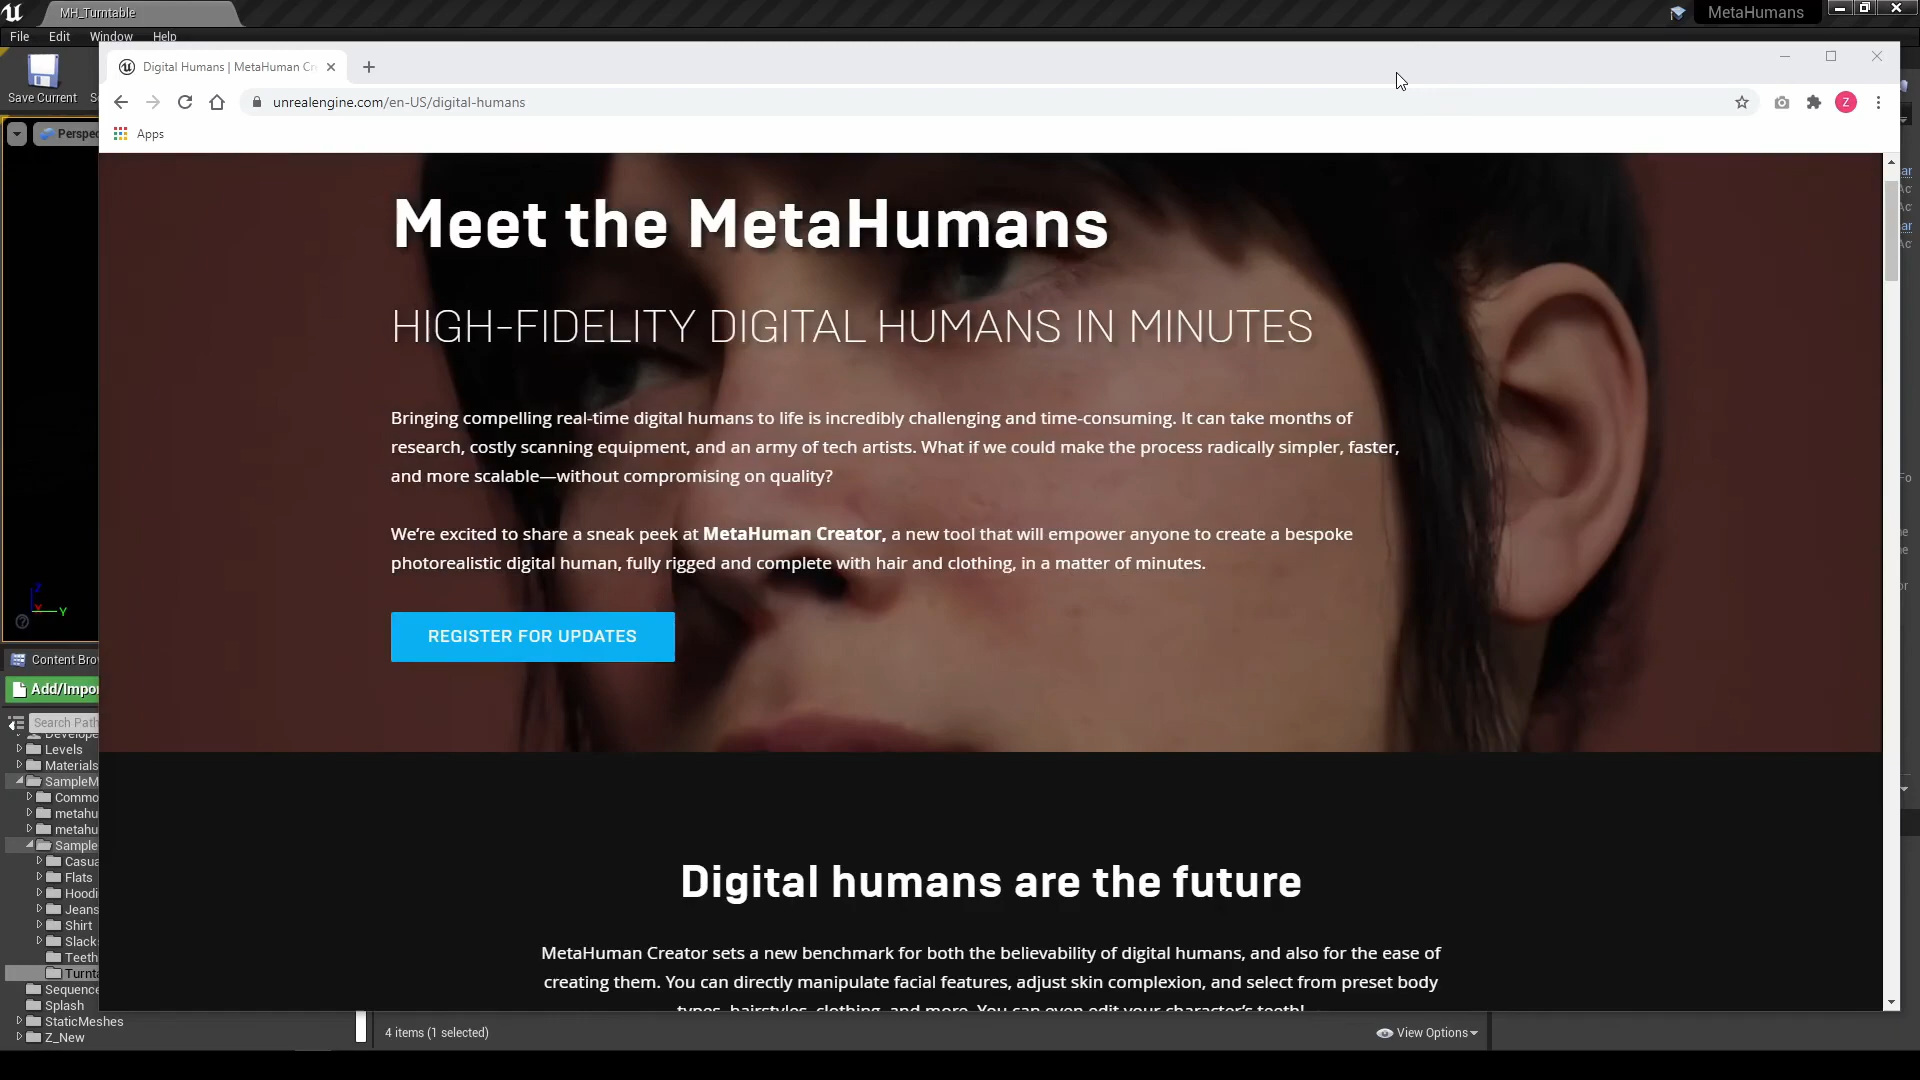 MH_Turntable
MetaHumans
File Edit Window Help
Save Current
Digital Humans | MetaHuman
unrealengine.com/en-US/digital-humans
Z
Apps
Meet the MetaHumans
HIGH-FIDELITY DIGITAL HUMANS IN MINUTES
Bringing compelling real-time digital humans to life is incredibly challenging and time-consuming. It can take months of
research, costly scanning equipment, and an army of tech artists. What if we could make the process radically simpler, faster,
and more scalable—without compromising on quality?
We’re excited to share a sneak peek at MetaHuman Creator, a new tool that will empower anyone to create a bespoke
photorealistic digital human, fully rigged and complete with hair and clothing, in a matter of minutes.
REGISTER FOR UPDATES
Digital humans are the future
MetaHuman Creator sets a new benchmark for both the believability of digital humans, and also for the ease of
creating them. You can directly manipulate facial features, adjust skin complexion, and select from preset body
types, hairstyles, clothing, and more. You can even edit your character’s teeth!
Z
Y
Content Bro
Add/Impo
Search Path
Develope
Levels
Materials
SampleM
Commo
metahu
metahu
Sample
Casua
Flats
Hoodi
Jeans
Shirt
Slack
Teeth
Turnta
Sequence
Splash
StaticMeshes
Z_New
4 items (1 selected)
View Options